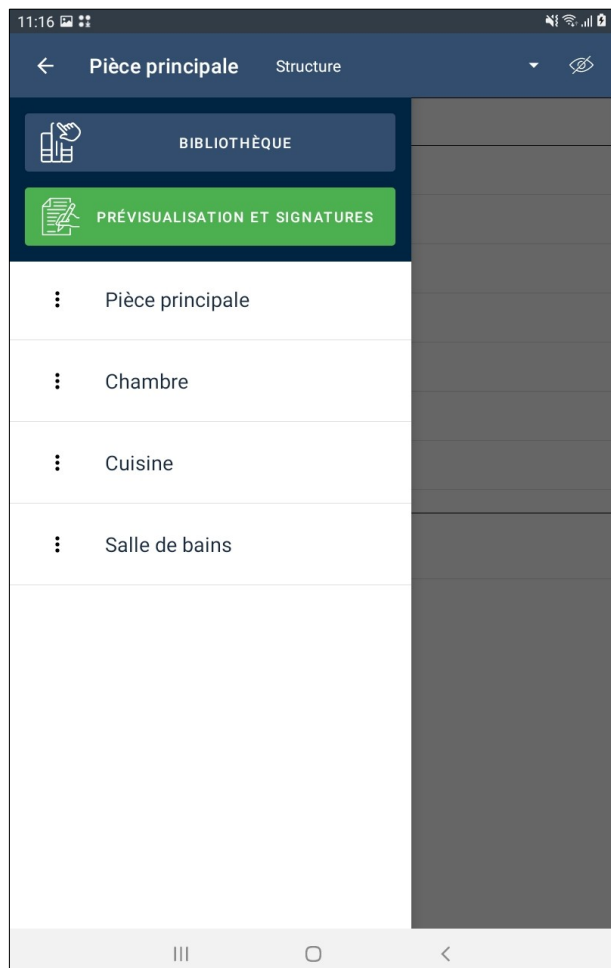 11:16
Pièce principale Structure
BIBLIOTHÈQUE
PRÉVISUALISATION ET SIGNATURES
Pièce principale
Chambre
Cuisine
Salle de bains